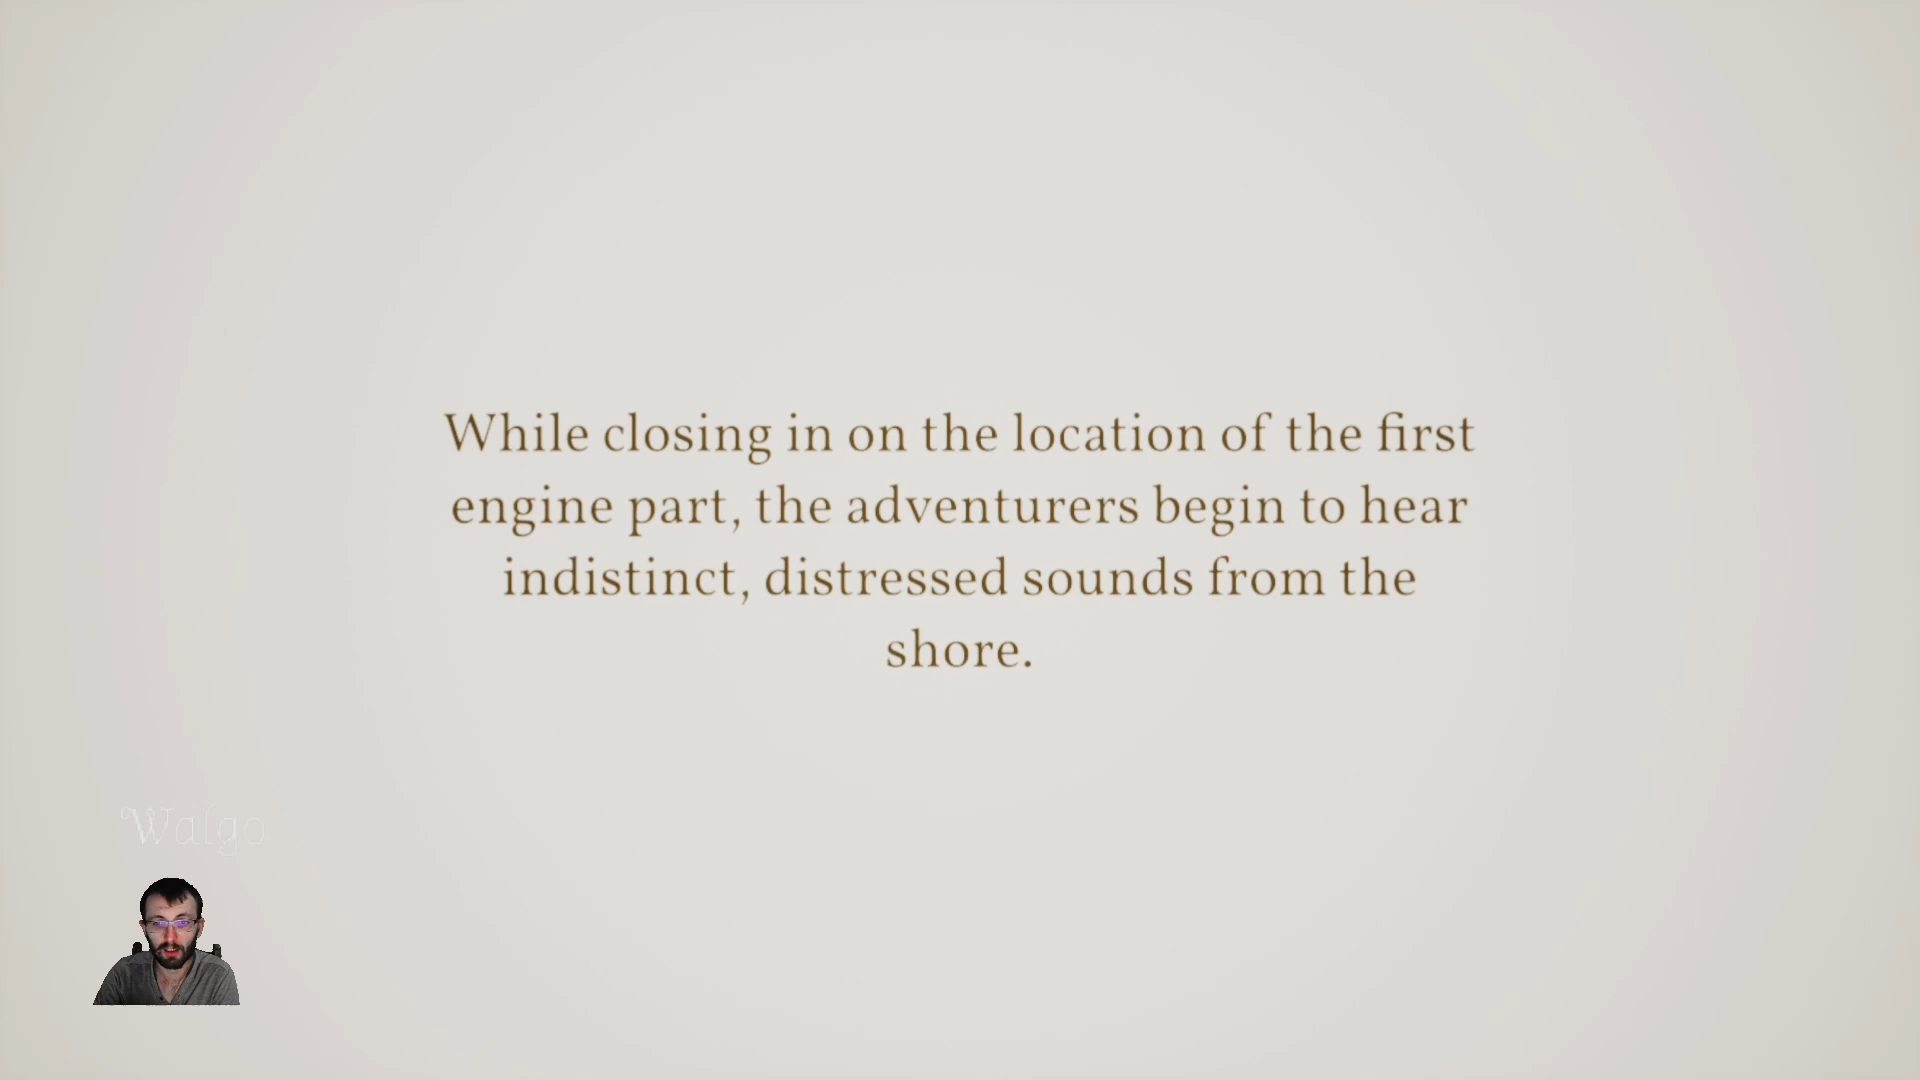 While closing in on the location of the first
engine part, the adventurers begin to hear
indistinct, distressed sounds from the
shore.
Walgo